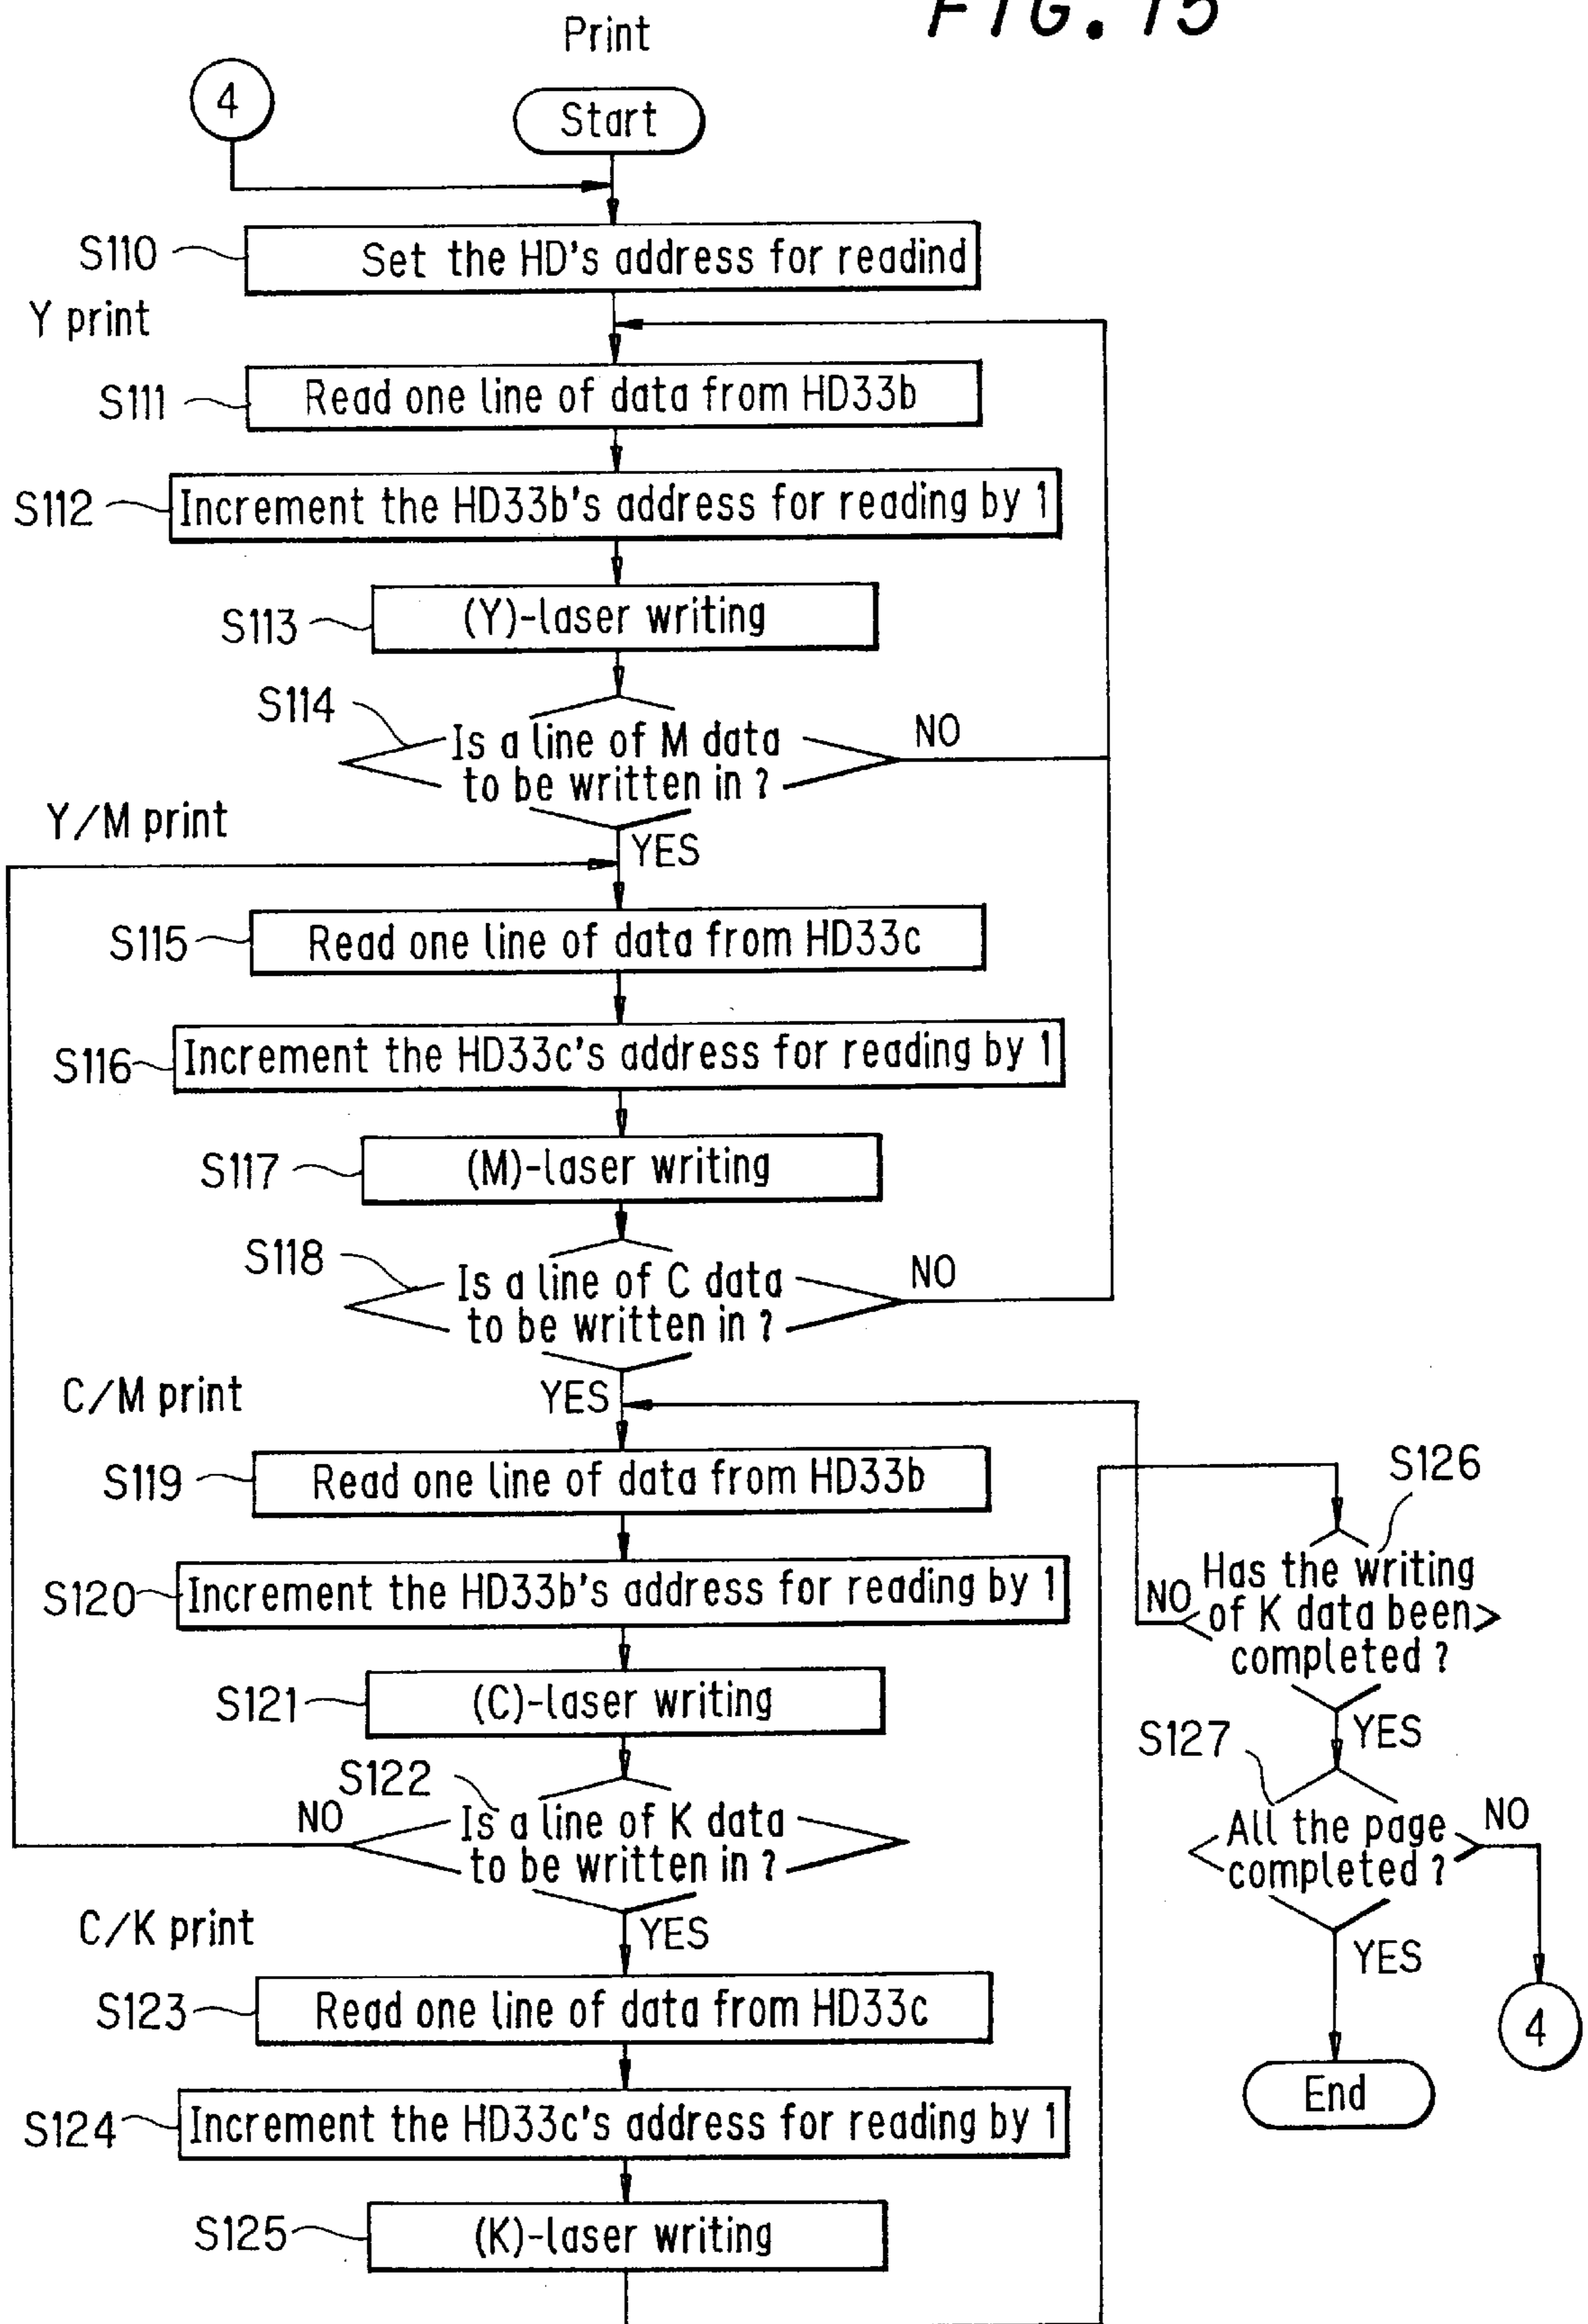 FIG. 15
Print
4
Start
S110
Set the HD's address for readind
Y print
S111
Read one line of data from HD33b
S112
Increment the HD33b's address for reading by 1
S113
(Y)-laser writing
S114
Is a line of M data
to be written in ?
NO
Y/M print
YES
S115
Read one line of data from HD33c
S116
Increment the HD33c's address for reading by 1
S117
(M)-laser writing
S118
Is a line of C data
to be written in ?
NO
C/M print
YES
S119
Read one line of data from HD33b
S120
Increment the HD33b's address for reading by 1
S121
(C)-laser writing
S122
Is a line of K data
to be written in ?
NO
C/K print
YES
S123
Read one line of data from HD33c
S124
Increment the HD33c's address for reading by 1
S125
(K)-laser writing
S126
Has the writing
of K data been
completed ?
NO
YES
S127
All the page
completed ?
NO
YES
4
End